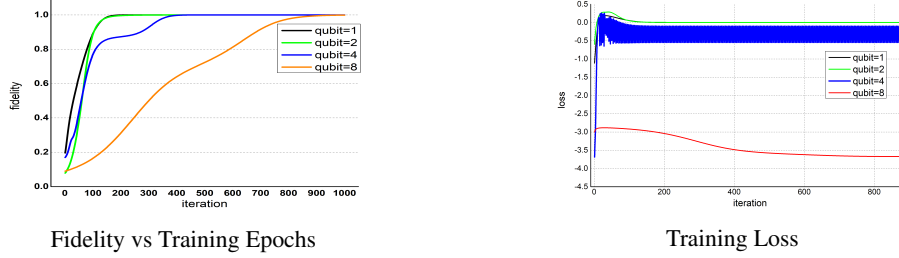 1.0
0.8
0.6
0.4
0.2
0.0
fidelity
qubit=1
qubit=2
qubit=4
qubit=8
0 100 200 300 400 500 600 700 800 900 1000
iteration
Fidelity vs Training Epochs
0.5
0.0
-0.5
-1.0
-1.5
-2.0
-2.5
-3.0
-3.5
-4.0
-4.5
loss
qubit=1
qubit=2
qubit=4
qubit=8
0 200 400 600 800
iteration
Training Loss